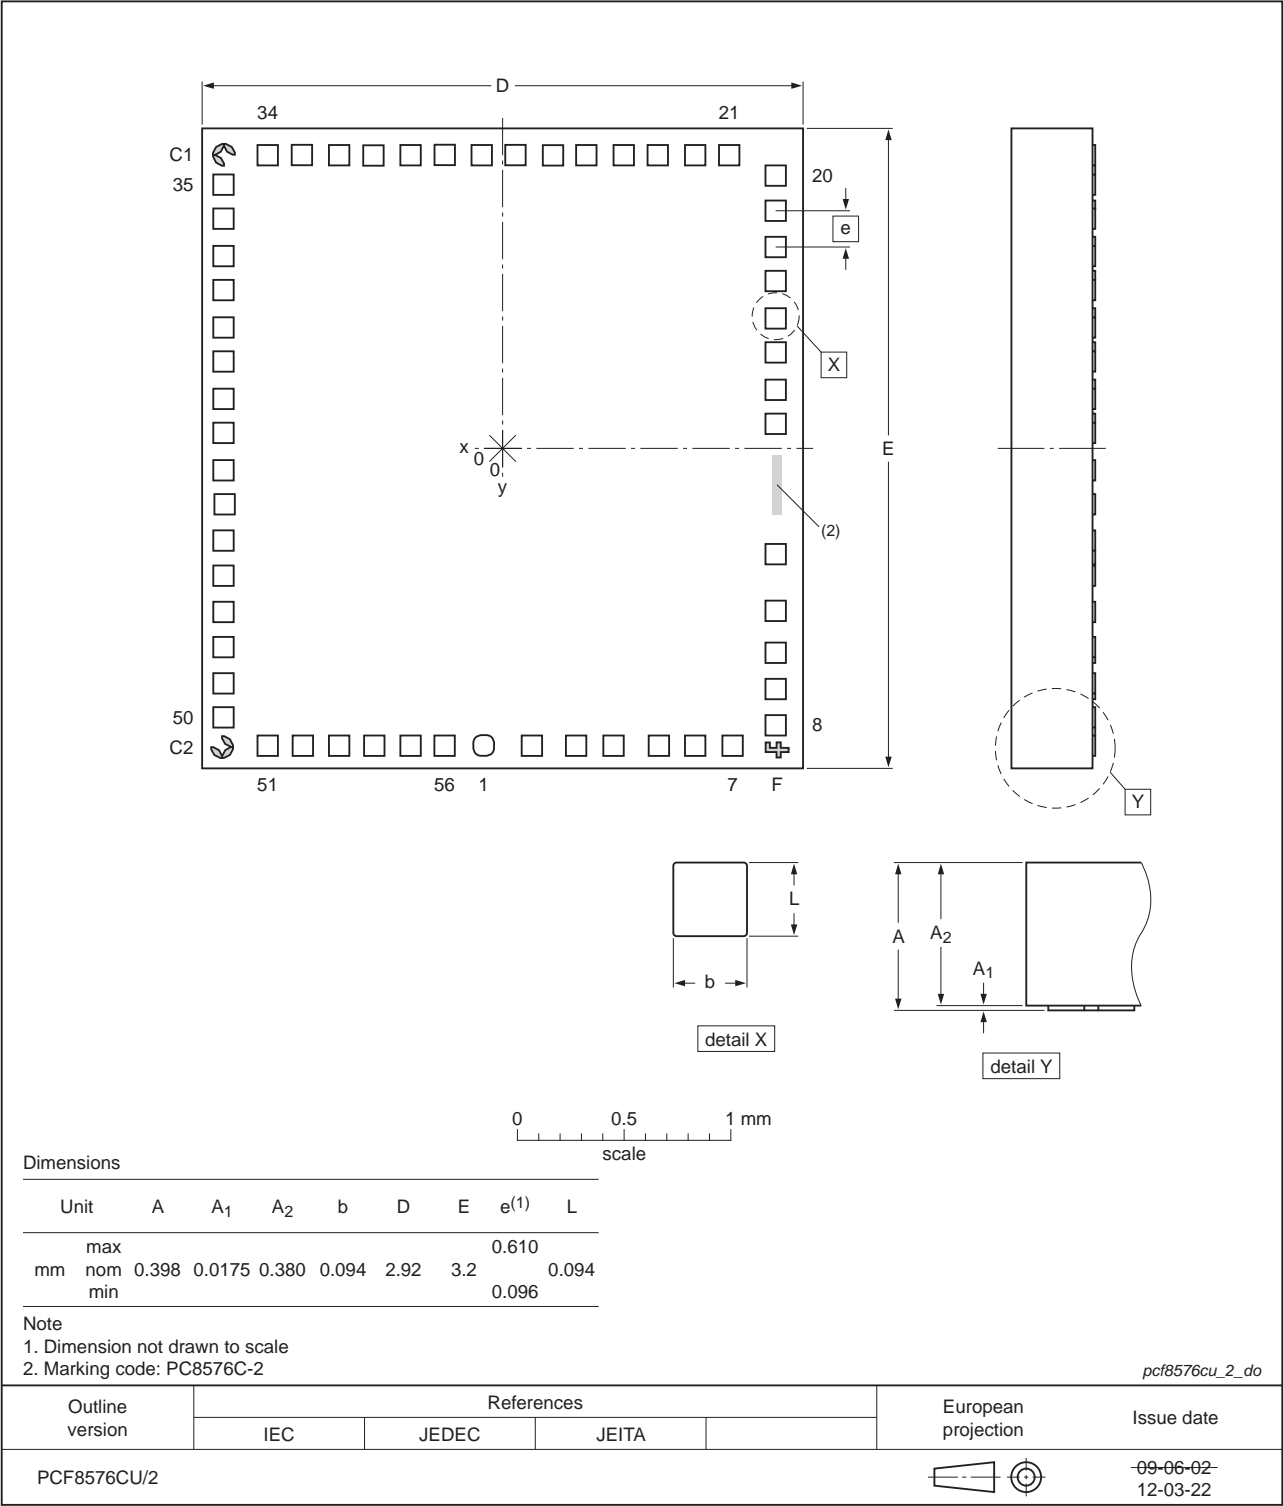 D
34 21
C1
35
20
e
X
x
0
0
y
E
(2)
50
8
C2
51 56 1 7 F
Y
L
A
A2
A1
b
detail X
detail Y
0 0.5 1 mm
scale
Dimensions
Unit A A1 A2 b D E e(1) L
max 0.610
mm nom 0.398 0.0175 0.380 0.094 2.92 3.2 0.094
min 0.096
Note
1. Dimension not drawn to scale
2. Marking code: PC8576C-2
pcf8576cu_2_do
Outline
version
References
European
projection
Issue date
IEC JEDEC JEITA
PCF8576CU/2
09-06-02
12-03-22